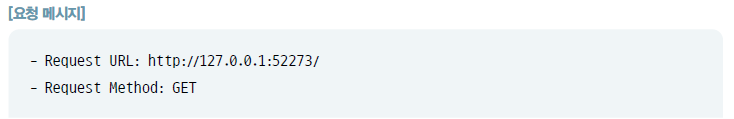 [요청 메시지]
- Request URL: http://127.0.0.1:52273/
- Request Method: GET